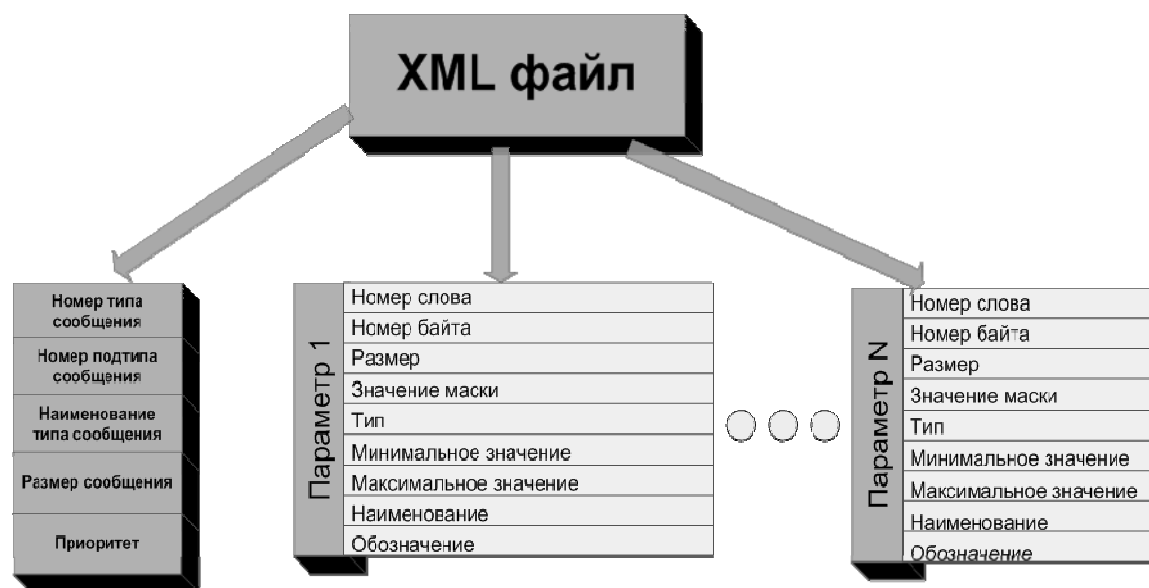 XML файл
Номер типа
сообщения
Номер подтипа
сообщения
Наименование
типа сообщения
Размер сообщения
Приоритет
Параметр 1
Номер слова
Номер байта
Размер
Значение маски
Тип
Минимальное значение
Максимальное значение
Наименование
Обозначение
Параметр N
Номер слова
Номер байта
Размер
Значение маски
Тип
Минимальное значение
Максимальное значение
Наименование
Обозначение